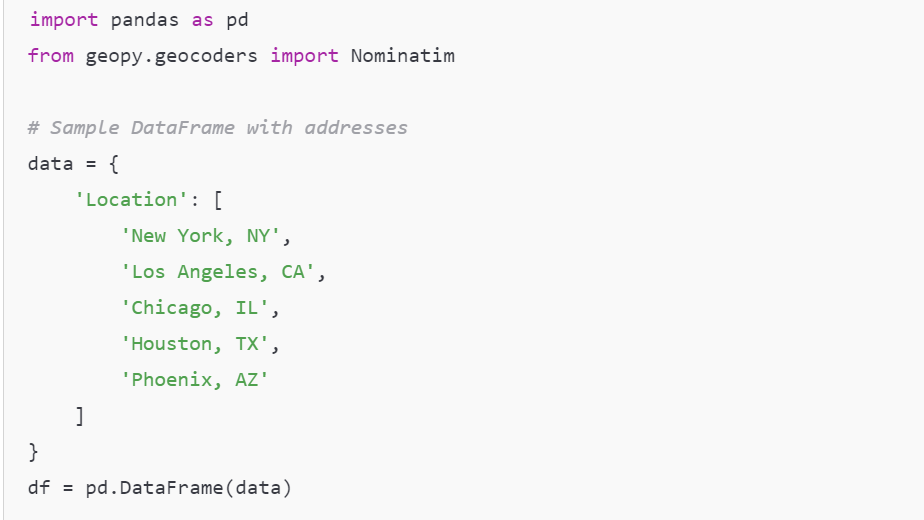 import pandas as pd
from geopy.geocoders import Nominatim
# Sample DataFrame with addresses
data = {
    'Location': [
        'New York, NY',
        'Los Angeles, CA',
        'Chicago, IL',
        'Houston, TX',
        'Phoenix, AZ'
    ]
}
df = pd.DataFrame(data)